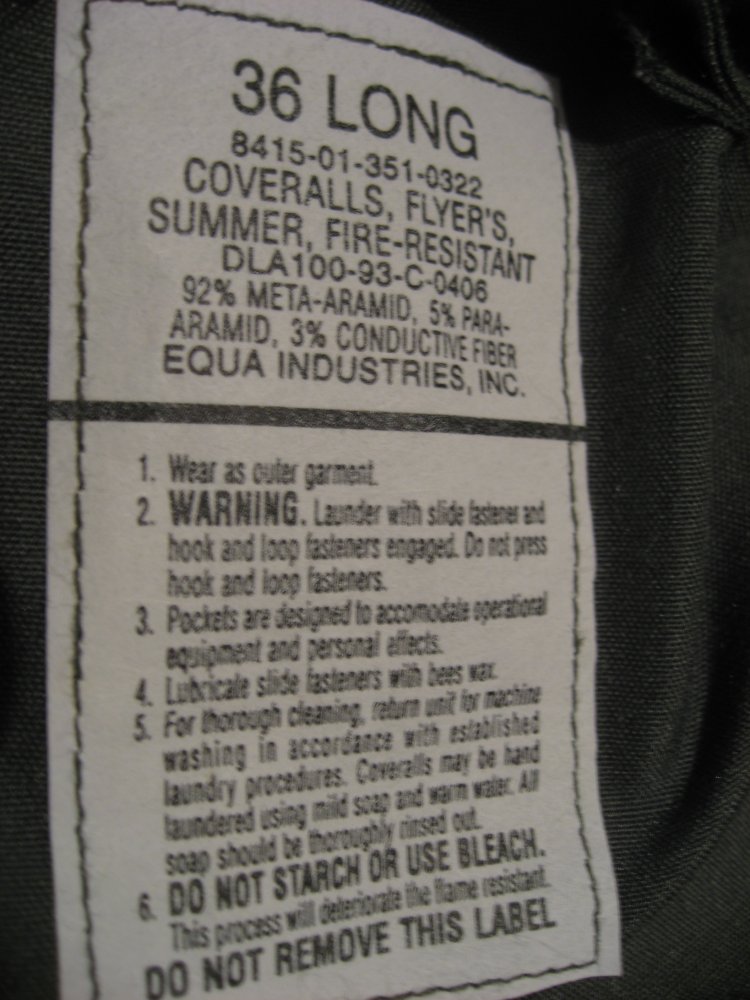 36 LONG
8415-01-351-0322
COVERALLS, FLYER'S,
SUMMER, FIRE-RESISTANT
DLA100-93-C-0406
92% META-ARAMID, 5% PARA-
ARAMID, 3% CONDUCTIVE FIBER
EQUA INDUSTRIES, INC.
1. Wear as outer garment.
2. WARNING. Launder with slide fastener and
hook and loop fasteners engaged. Do not press
hook and loop fasteners.
3. Pockets are designed to accomodate operational
equipment and personal effects.
4. Lubricate slide fasteners with bees wax.
5. For thorough cleaning, return unit for machine
washing in accordance with established
laundry procedures. Coveralls may be hand
laundered using mild soap and warm water. All
soap should be thoroughly rinsed out.
6. DO NOT STARCH OR USE BLEACH.
This process will deteriorate the flame resistant.
DO NOT REMOVE THIS LABEL